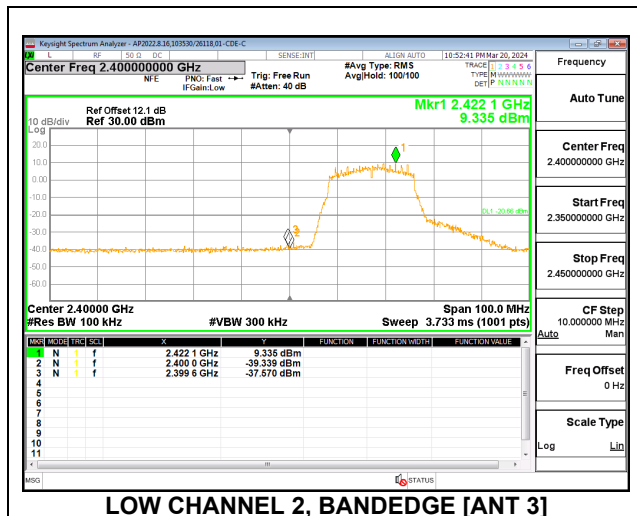 Keysight Spectrum Analyzer - AP2022.8.16,103530/26118,01-CDE-C
L RF 50 Ω DC SENSE:INT ALIGN AUTO 10:52:41 PM Mar 20, 2024
Center Freq 2.400000000 GHz #Avg Type: RMS TRACE 1 2 3 4 5 6
NFE PNO: Fast Trig: Free Run Avg|Hold: 100/100 TYPE M WWWWW
IFGain:Low #Atten: 40 dB DET P N N N N N
Frequency
Auto Tune
Ref Offset 12.1 dB Mkr1 2.422 1 GHz
10 dB/div Ref 30.00 dBm 9.335 dBm
Log
20.0
10.0
0.00
-10.0
-20.0
-30.0
-40.0
-50.0
-60.0
1
DL1 -20.66 dBm
Center Freq
2.400000000 GHz
Start Freq
2.350000000 GHz
Stop Freq
2.450000000 GHz
Center 2.40000 GHz Span 100.0 MHz
#Res BW 100 kHz #VBW 300 kHz Sweep 3.733 ms (1001 pts)
MKR MODE TRC SCL X Y FUNCTION FUNCTION WIDTH FUNCTION VALUE
1 N 1 f 2.422 1 GHz 9.335 dBm
2 N 1 f 2.400 0 GHz -39.339 dBm
3 N 1 f 2.399 6 GHz -37.570 dBm
4
5
6
7
8
9
10
11
CF Step
10.000000 MHz
Auto Man
Freq Offset
0 Hz
Scale Type
Log Lin
MSG STATUS
LOW CHANNEL 2, BANDEDGE [ANT 3]